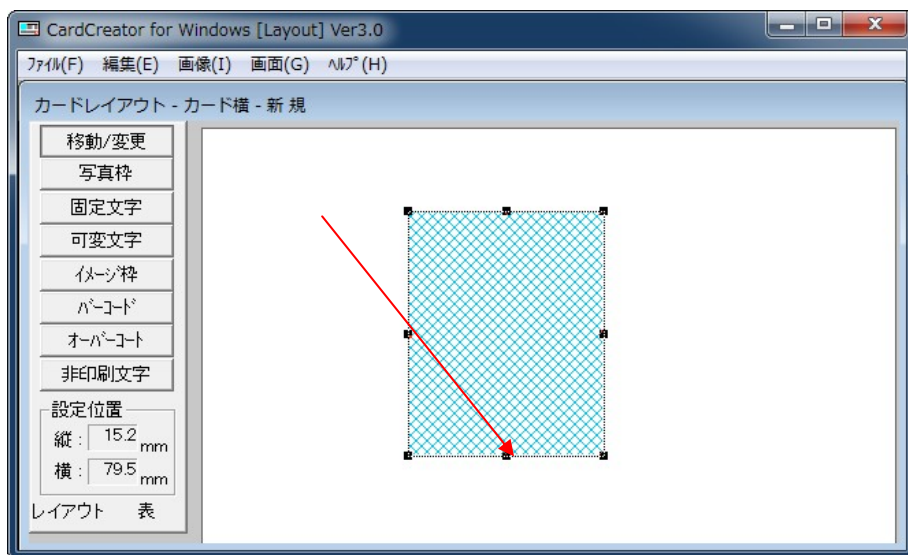 CardCreator for Windows [Layout] Ver3.0
ﾌｧｲﾙ(F) 編集(E) 画像(I) 画面(G) ﾍﾙﾌﾟ(H)
カードレイアウト - カード横 - 新 規
移動/変更
写真枠
固定文字
可変文字
ｲﾒｰｼﾞ枠
ﾊﾞｰｺｰﾄﾞ
ｵｰﾊﾞｰｺｰﾄ
非印刷文字
設定位置
縦 : 15.2 mm
横 : 79.5 mm
レイアウト 表